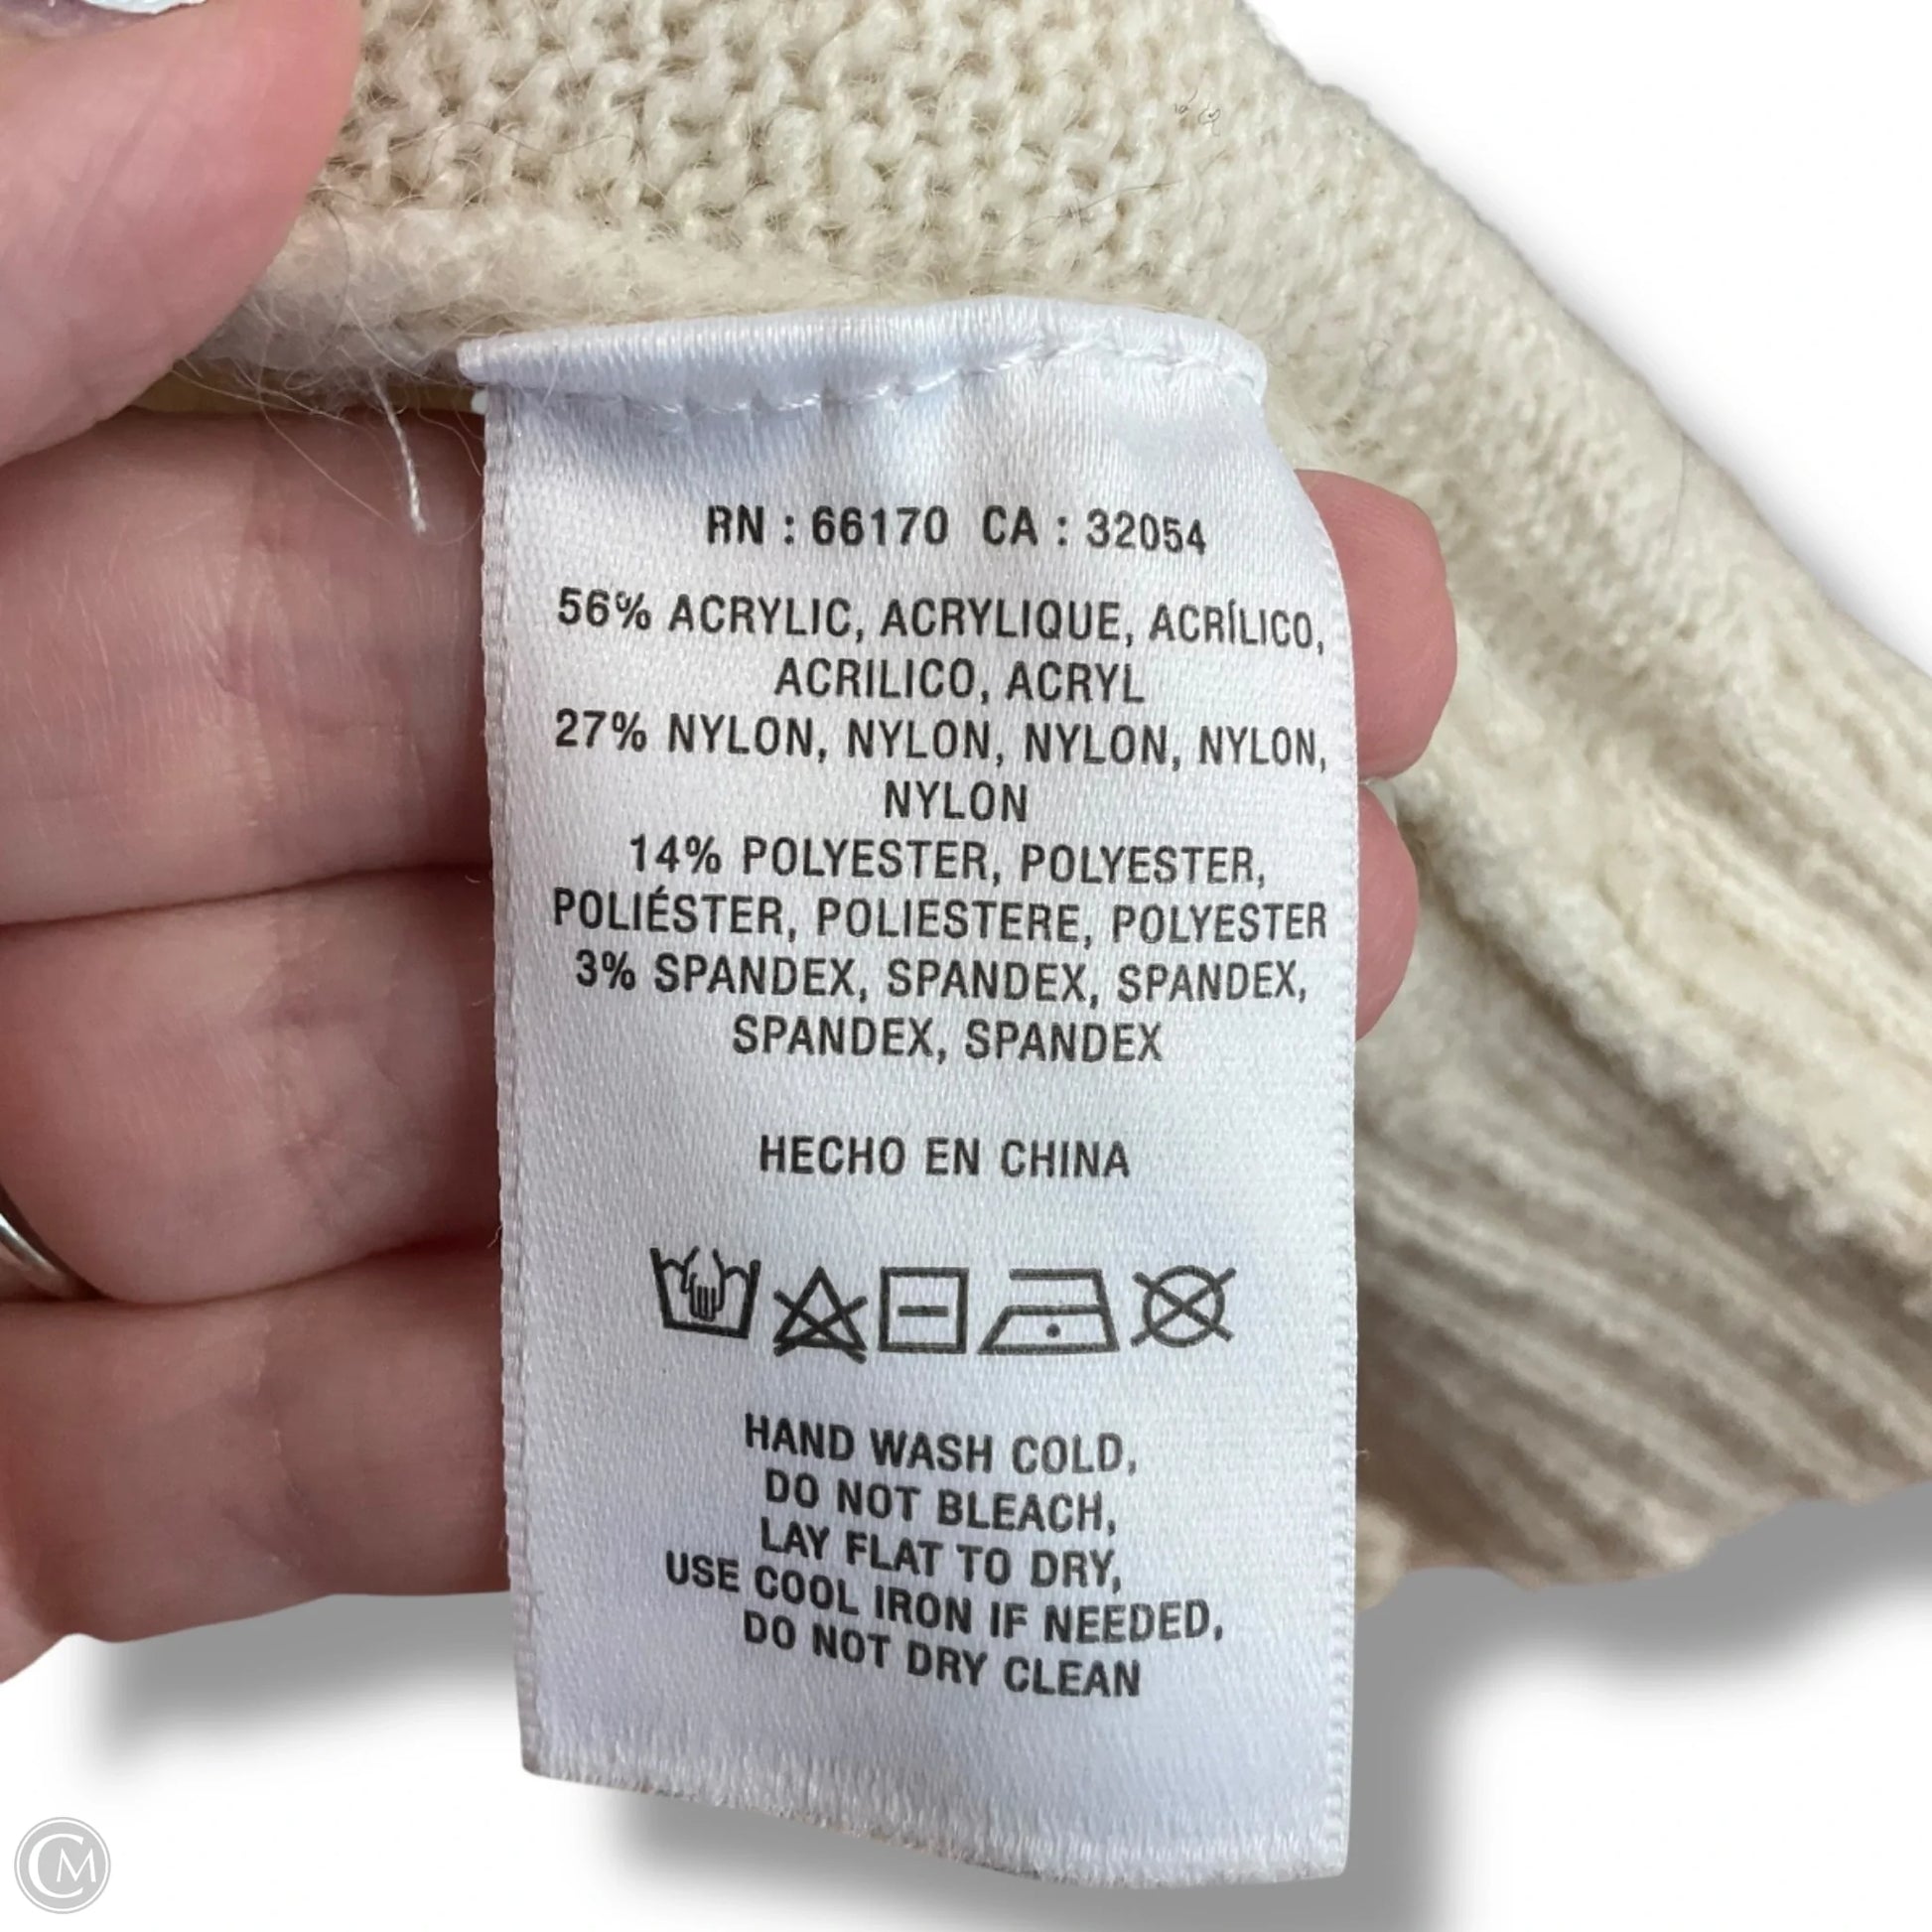 RN : 66170 CA : 32054
56% ACRYLIC, ACRYLIQUE, ACRÍLICO,
ACRILICO, ACRYL
27% NYLON, NYLON, NYLON, NYLON,
NYLON
14% POLYESTER, POLYESTER,
POLIÉSTER, POLIESTERE, POLYESTER
3% SPANDEX, SPANDEX, SPANDEX,
SPANDEX, SPANDEX
HECHO EN CHINA
HAND WASH COLD,
DO NOT BLEACH,
LAY FLAT TO DRY,
USE COOL IRON IF NEEDED,
DO NOT DRY CLEAN
CM